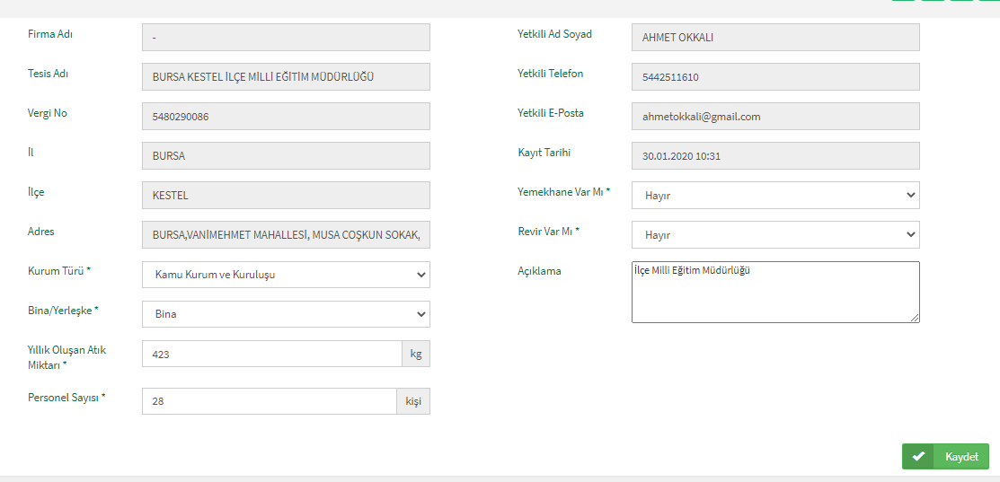 Firma Adı
-
Tesis Adı
BURSA KESTEL İLÇE MİLLİ EĞİTİM MÜDÜRLÜĞÜ
Vergi No
5480290086
İl
BURSA
İlçe
KESTEL
Adres
BURSA,VANİMEHMET MAHALLESİ, MUSA COŞKUN SOKAK,
Kurum Türü *
Kamu Kurum ve Kuruluşu
Bina/Yerleşke *
Bina
Yıllık Oluşan Atık
Miktarı *
423 kg
Personel Sayısı *
28 kişi
Yetkili Ad Soyad
AHMET OKKALI
Yetkili Telefon
5442511610
Yetkili E-Posta
ahmetokkali@gmail.com
Kayıt Tarihi
30.01.2020 10:31
Yemekhane Var Mı *
Hayır
Revir Var Mı *
Hayır
Açıklama
İlçe Milli Eğitim Müdürlüğü
Kaydet